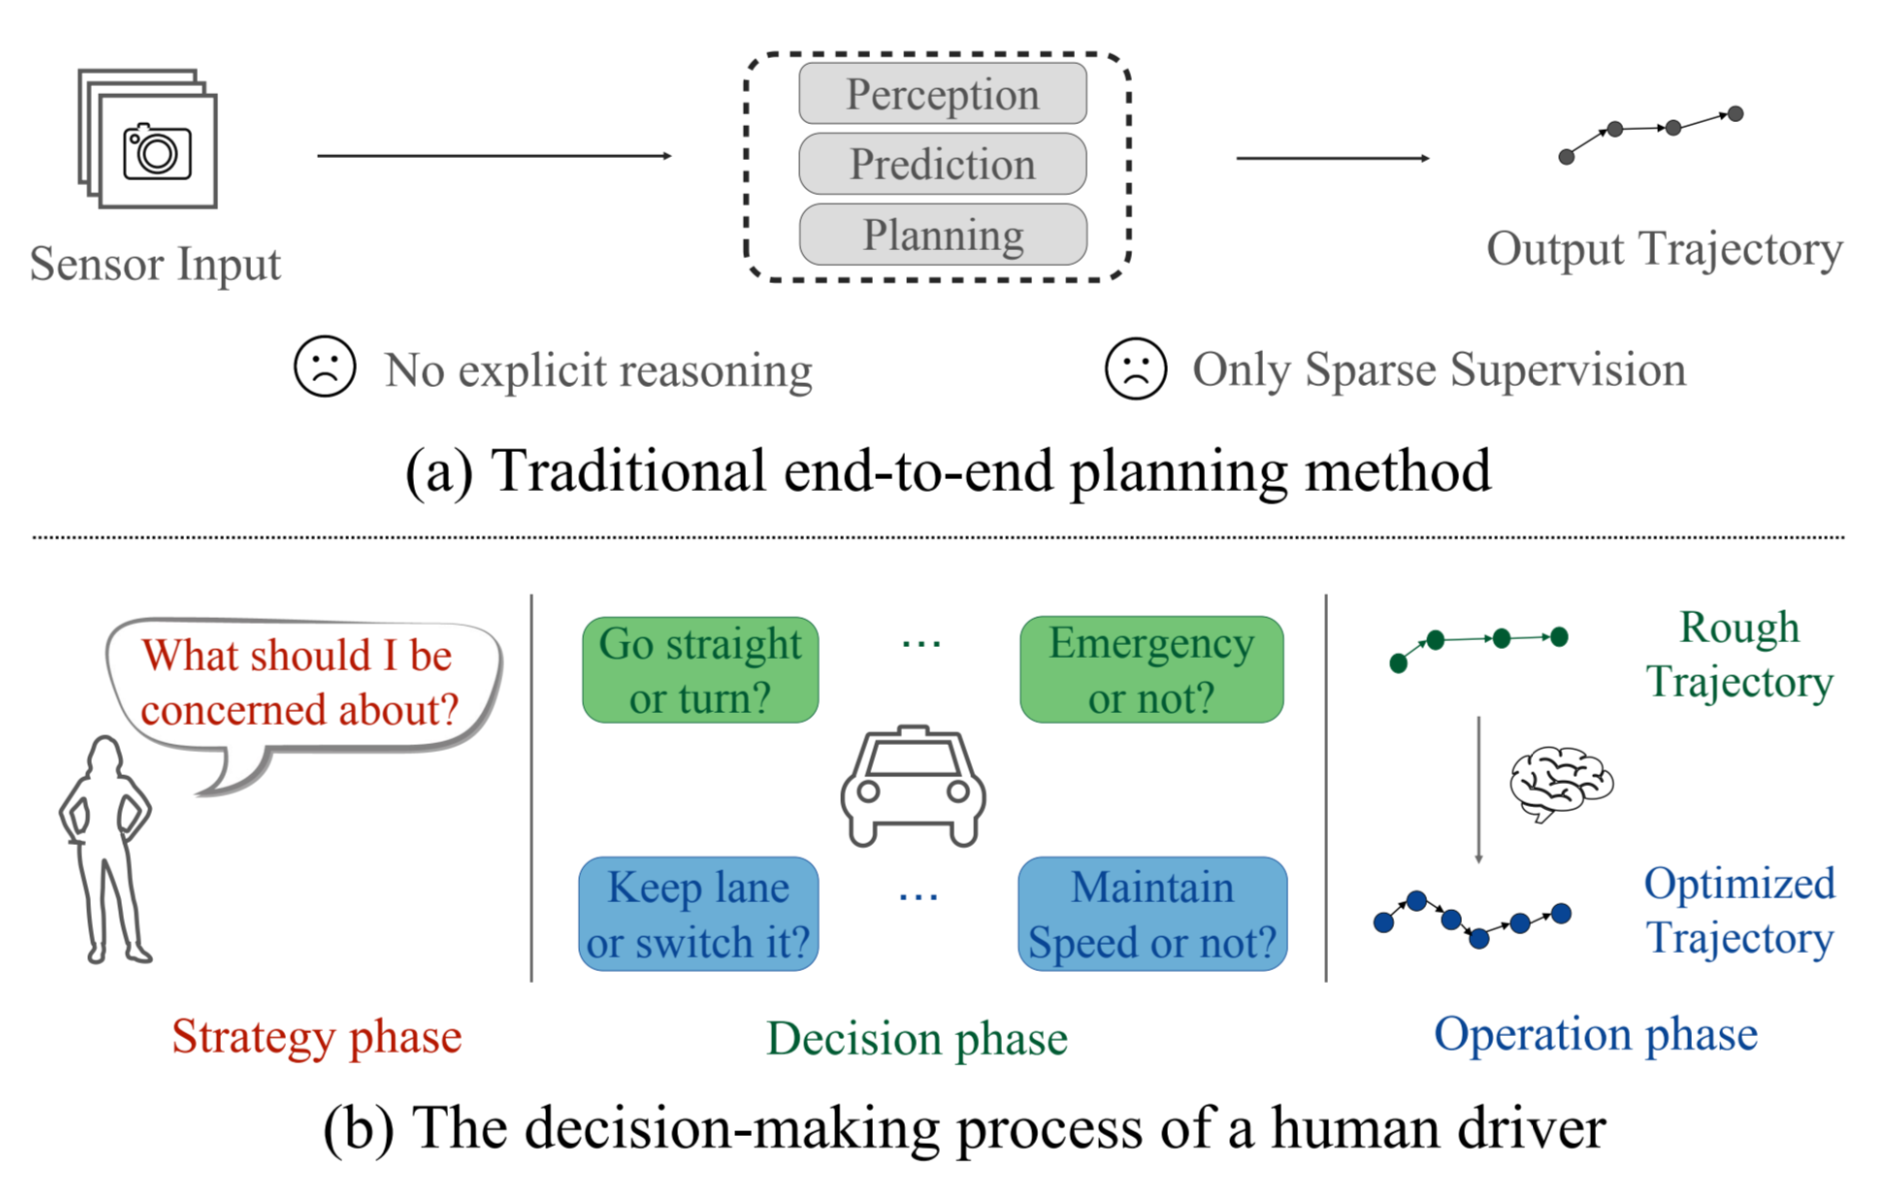 Perception
Prediction
Planning
Sensor Input
Output Trajectory
No explicit reasoning
Only Sparse Supervision
(a) Traditional end-to-end planning method
What should I be
concerned about?
Go straight
or turn?
...
Emergency
or not?
Keep lane
or switch it?
...
Maintain
Speed or not?
Rough
Trajectory
Optimized
Trajectory
Strategy phase
Decision phase
Operation phase
(b) The decision-making process of a human driver